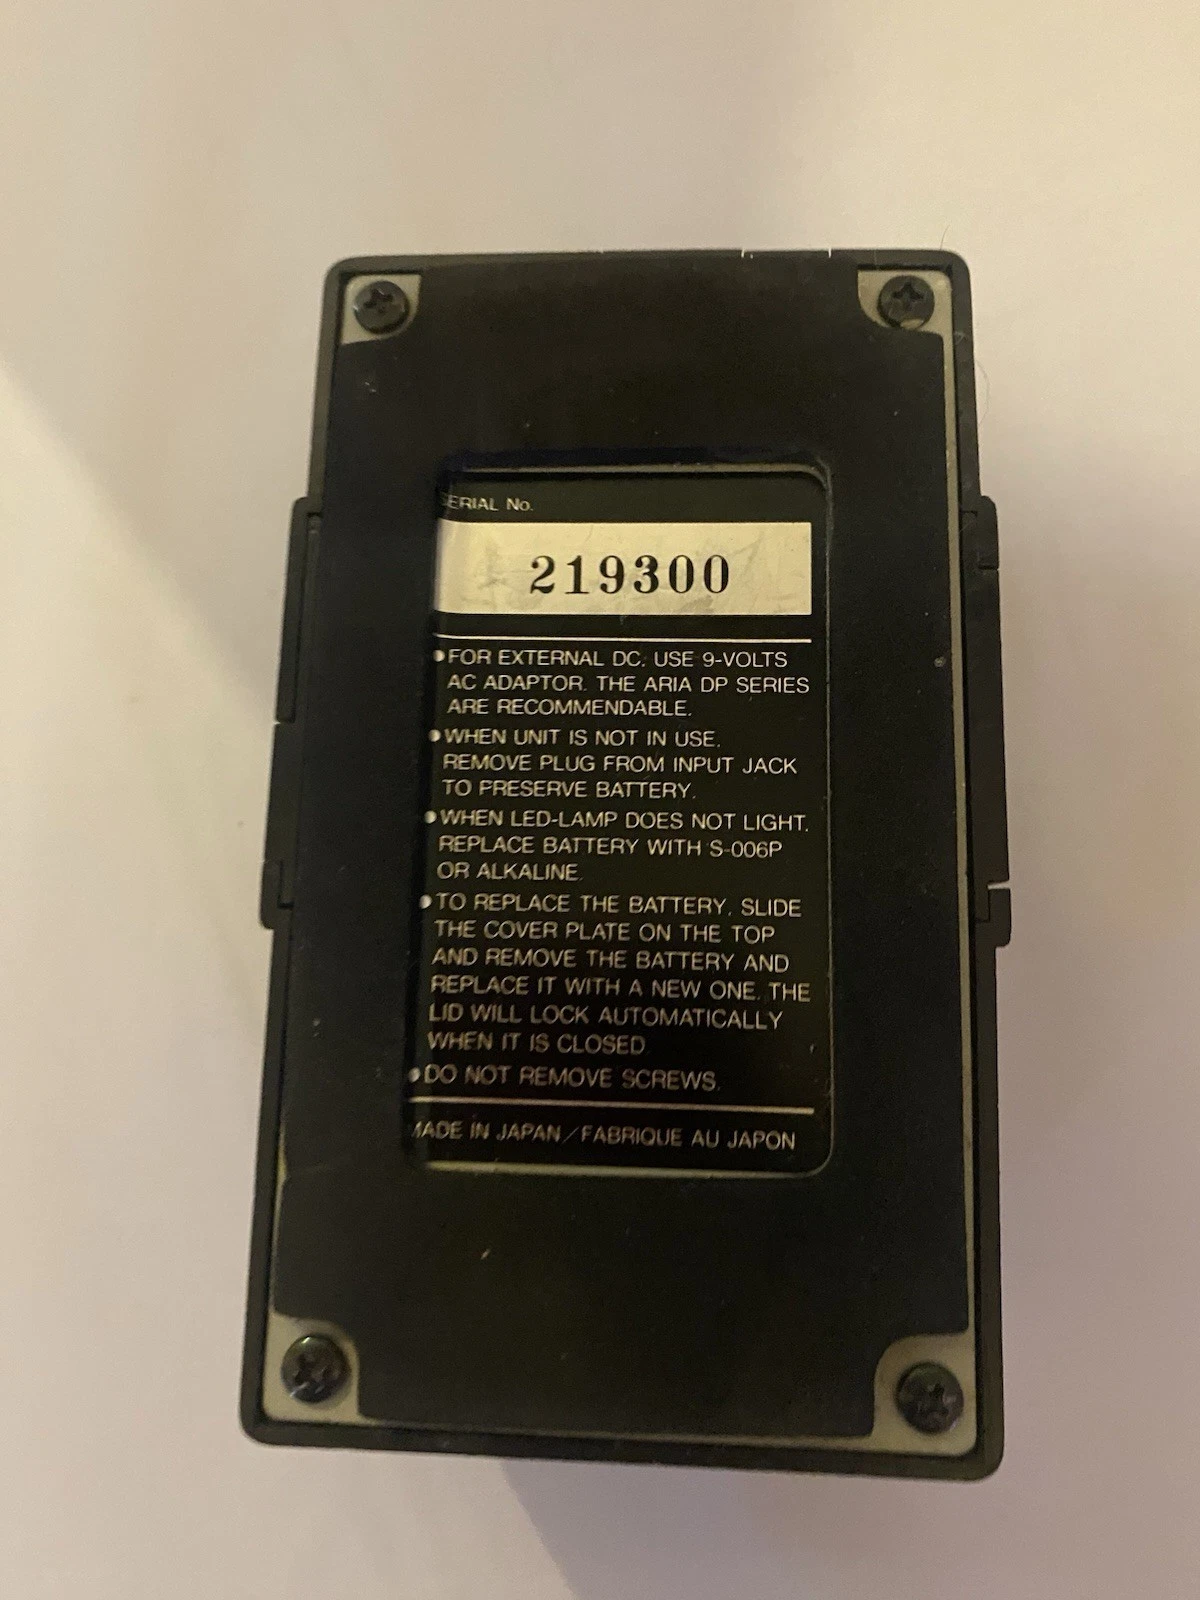 SERIAL No.
219300
•FOR EXTERNAL DC, USE 9-VOLTS
AC ADAPTOR. THE ARIA DP SERIES
ARE RECOMMENDABLE.
•WHEN UNIT IS NOT IN USE,
REMOVE PLUG FROM INPUT JACK
TO PRESERVE BATTERY.
•WHEN LED-LAMP DOES NOT LIGHT,
REPLACE BATTERY WITH S-006P
OR ALKALINE.
•TO REPLACE THE BATTERY, SLIDE
THE COVER PLATE ON THE TOP
AND REMOVE THE BATTERY AND
REPLACE IT WITH A NEW ONE. THE
LID WILL LOCK AUTOMATICALLY
WHEN IT IS CLOSED.
•DO NOT REMOVE SCREWS.
MADE IN JAPAN/FABRIQUE AU JAPON